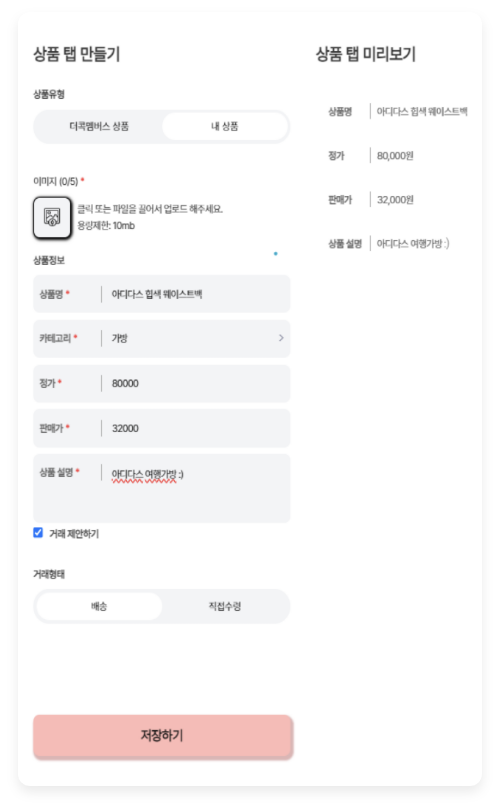 상품 탭 만들기
상품유형
더콕멤버스 상품
내 상품
이미지 (0/5) *
클릭 또는 파일을 끌어서 업로드 해주세요.
용량제한: 10mb
상품정보
상품명 * 아디다스 힙색 웨이스트백
카테고리 * 가방
정가 * 80000
판매가 * 32000
상품 설명 * 아디다스 여행가방 :)
거래 제안하기
거래형태
배송
직접수령
저장하기
상품 탭 미리보기
상품명 아디다스 힙색 웨이스트백
정가 80,000원
판매가 32,000원
상품 설명 아디다스 여행가방 :)